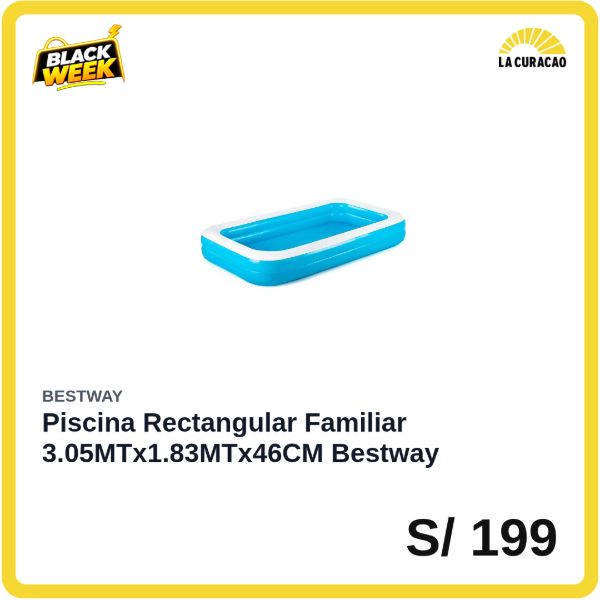 BLACK
WEEK
LA CURACAO
BESTWAY
Piscina Rectangular Familiar
3.05MTx1.83MTx46CM Bestway
S/ 199